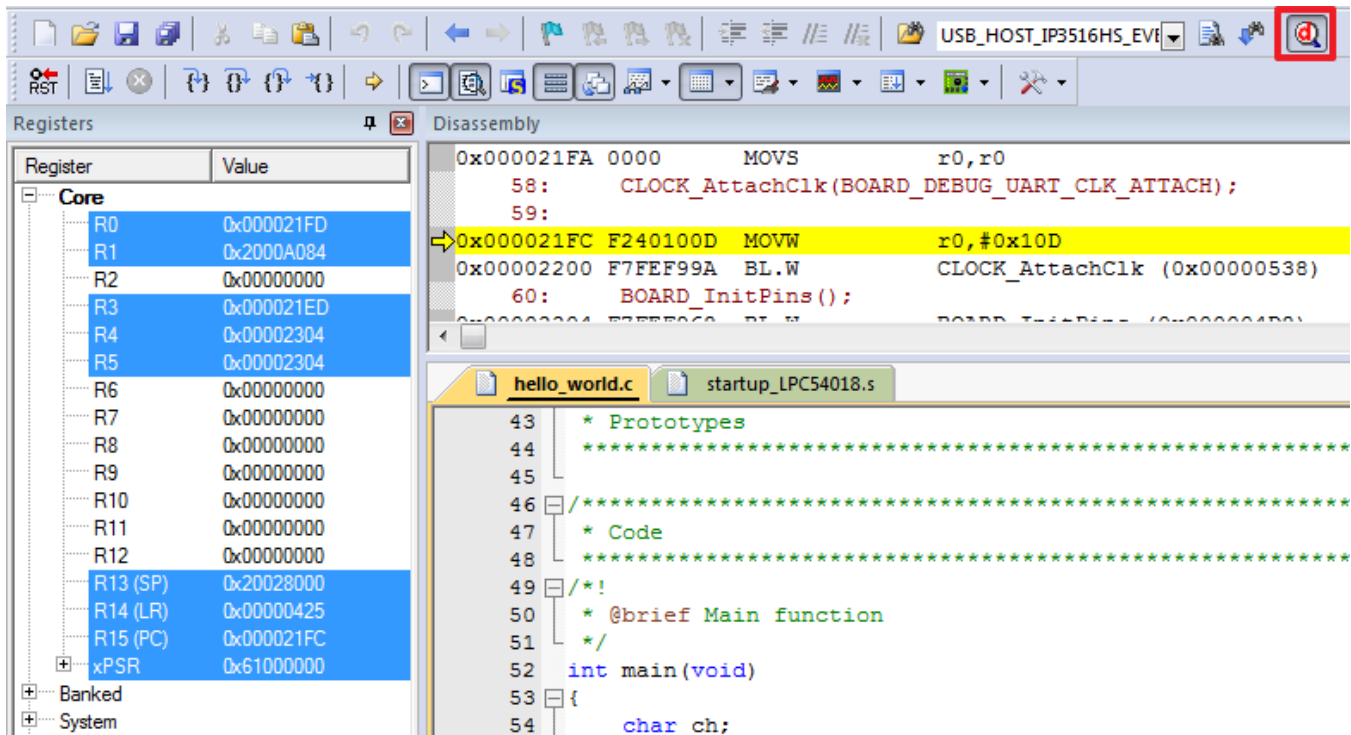 USB_HOST_IP3516HS_EVE
RST
Registers
Register Value
Core
R0 0x000021FD
R1 0x2000A084
R2 0x00000000
R3 0x000021ED
R4 0x00002304
R5 0x00002304
R6 0x00000000
R7 0x00000000
R8 0x00000000
R9 0x00000000
R10 0x00000000
R11 0x00000000
R12 0x00000000
R13 (SP) 0x20028000
R14 (LR) 0x00000425
R15 (PC) 0x000021FC
xPSR 0x61000000
Banked
System
Disassembly
0x000021FA 0000 MOVS r0,r0
58: CLOCK_AttachClk(BOARD_DEBUG_UART_CLK_ATTACH);
59:
0x000021FC F240100D MOVW r0,#0x10D
0x00002200 F7FEF99A BL.W CLOCK_AttachClk (0x00000538)
60: BOARD_InitPins();
hello_world.c startup_LPC54018.s
43 * Prototypes
44 **********************************************************
45
46 /**********************************************************
47 * Code
48 **********************************************************
49 /*!
50 * @brief Main function
51 */
52 int main(void)
53 {
54 char ch;